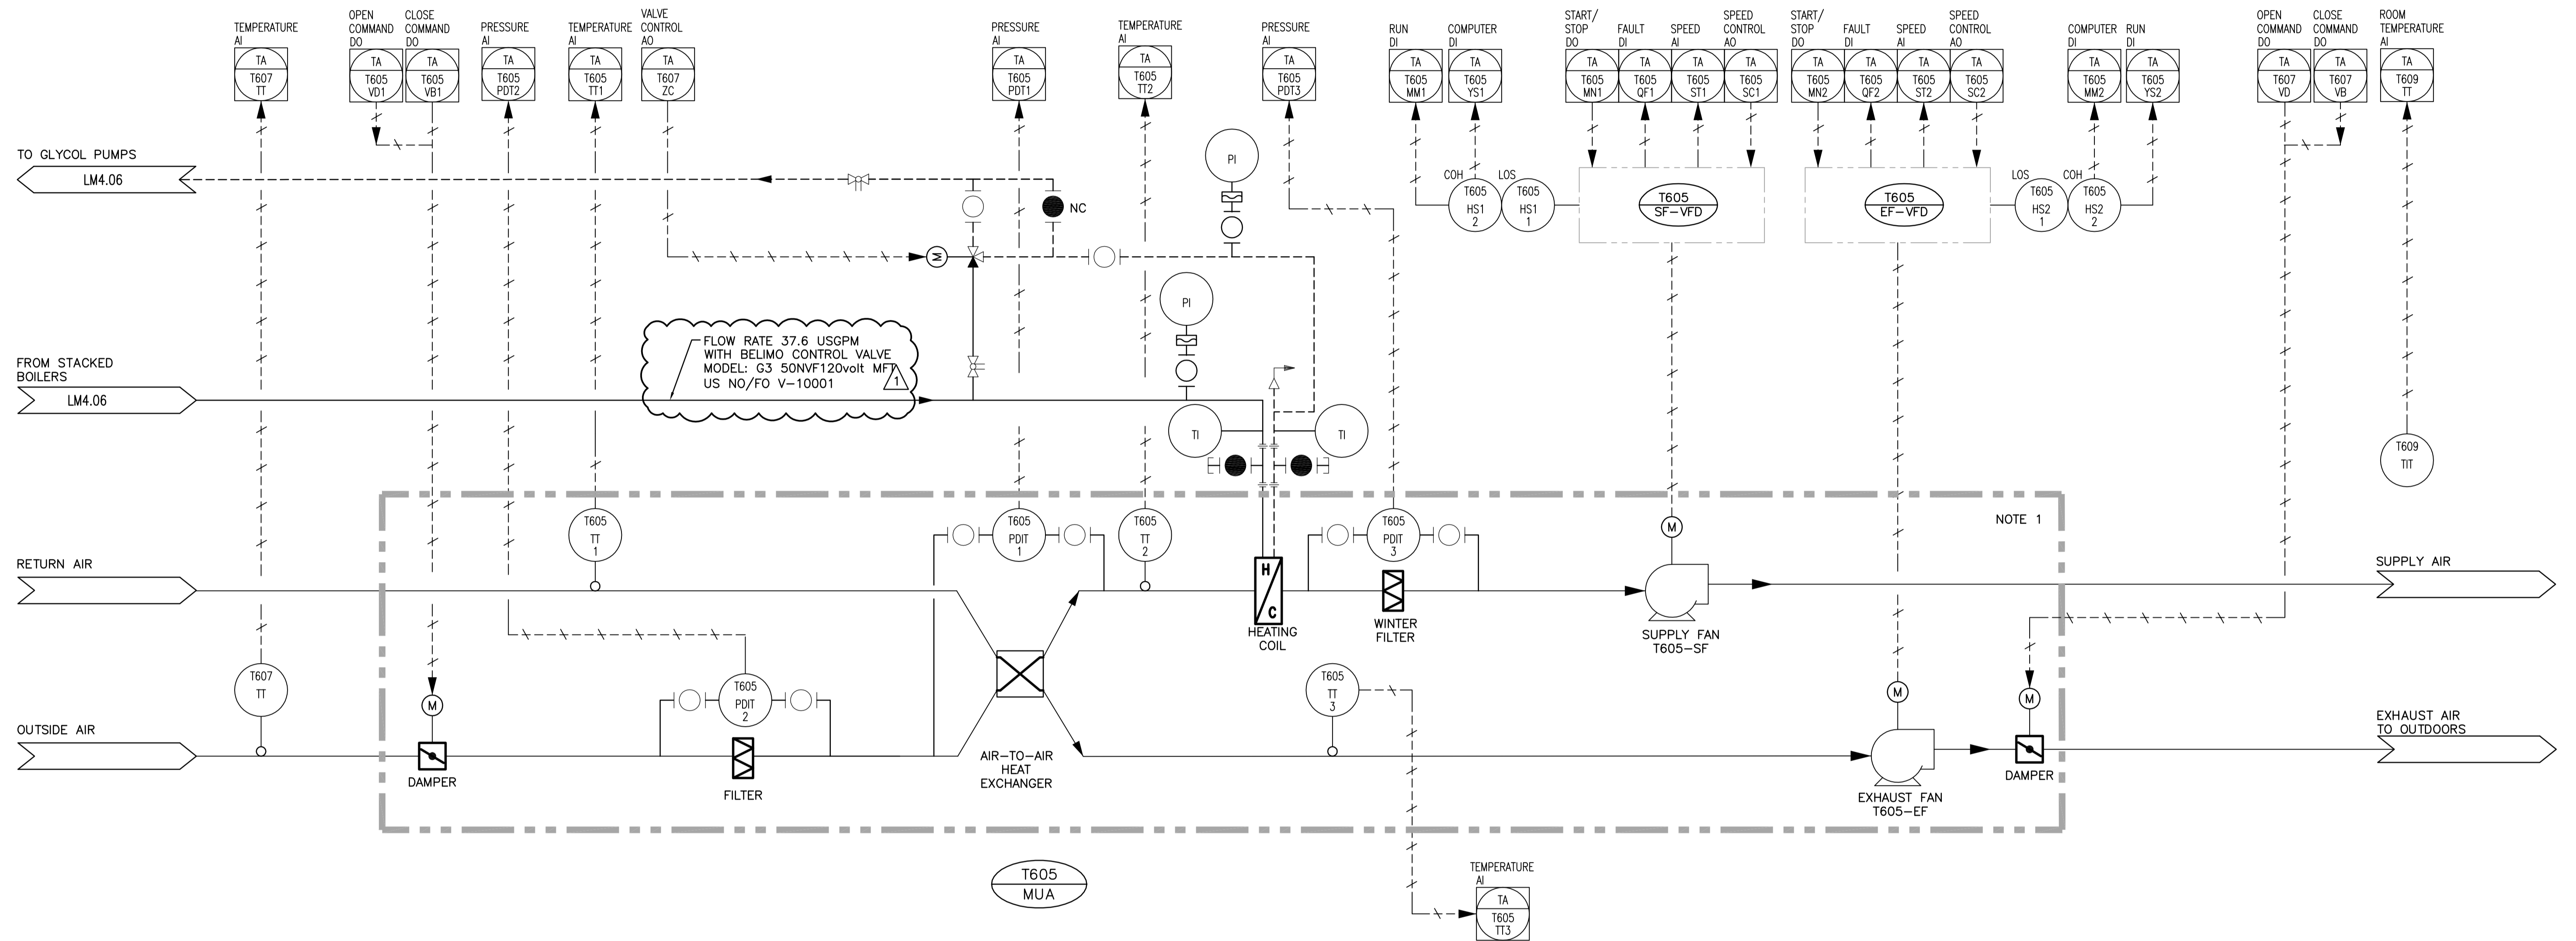 TEMPERATURE
AI
TA
T607
TT
OPEN
COMMAND
DO
TA
T605
VD1
CLOSE
COMMAND
DO
TA
T605
VB1
PRESSURE
AI
TA
T605
PDT2
TEMPERATURE
AI
TA
T605
TT1
VALVE
CONTROL
AO
TA
T607
ZC
PRESSURE
AI
TA
T605
PDT1
TEMPERATURE
AI
TA
T605
TT2
PRESSURE
AI
TA
T605
PDT3
RUN
DI
TA
T605
MM1
COMPUTER
DI
TA
T605
YS1
START/
STOP
DO
TA
T605
MN1
FAULT
DI
TA
T605
QF1
SPEED
AI
TA
T605
ST1
SPEED
CONTROL
AO
TA
T605
SC1
START/
STOP
DO
TA
T605
MN2
FAULT
DI
TA
T605
QF2
SPEED
AI
TA
T605
ST2
SPEED
CONTROL
AO
TA
T605
SC2
COMPUTER
DI
TA
T605
MM2
RUN
DI
TA
T605
YS2
OPEN
COMMAND
DO
TA
T607
VD
CLOSE
COMMAND
DO
TA
T607
VB
ROOM
TEMPERATURE
AI
TA
T609
TT
TO GLYCOL PUMPS
LM4.06
NC
PI
COH
T605
HS1
2
LOS
T605
HS1
1
T605
SF-VFD
T605
EF-VFD
LOS
T605
HS2
1
COH
T605
HS2
2
M
PI
FROM STACKED
BOILERS
LM4.06
FLOW RATE 37.6 USGPM
WITH BELIMO CONTROL VALVE
MODEL: G3 50NVF120volt MFT
US NO/FO V-10001
1
TI
TI
T609
TIT
NOTE 1
RETURN AIR
T605
TT
1
T605
PDIT
1
T605
TT
2
H
C
HEATING
COIL
T605
PDIT
3
WINTER
FILTER
M
SUPPLY FAN
T605-SF
SUPPLY AIR
OUTSIDE AIR
T607
TT
M
DAMPER
T605
PDIT
2
FILTER
AIR-TO-AIR
HEAT
EXCHANGER
T605
TT
3
M
EXHAUST FAN
T605-EF
M
DAMPER
EXHAUST AIR
TO OUTDOORS
T605
MUA
TEMPERATURE
AI
TA
T605
TT3